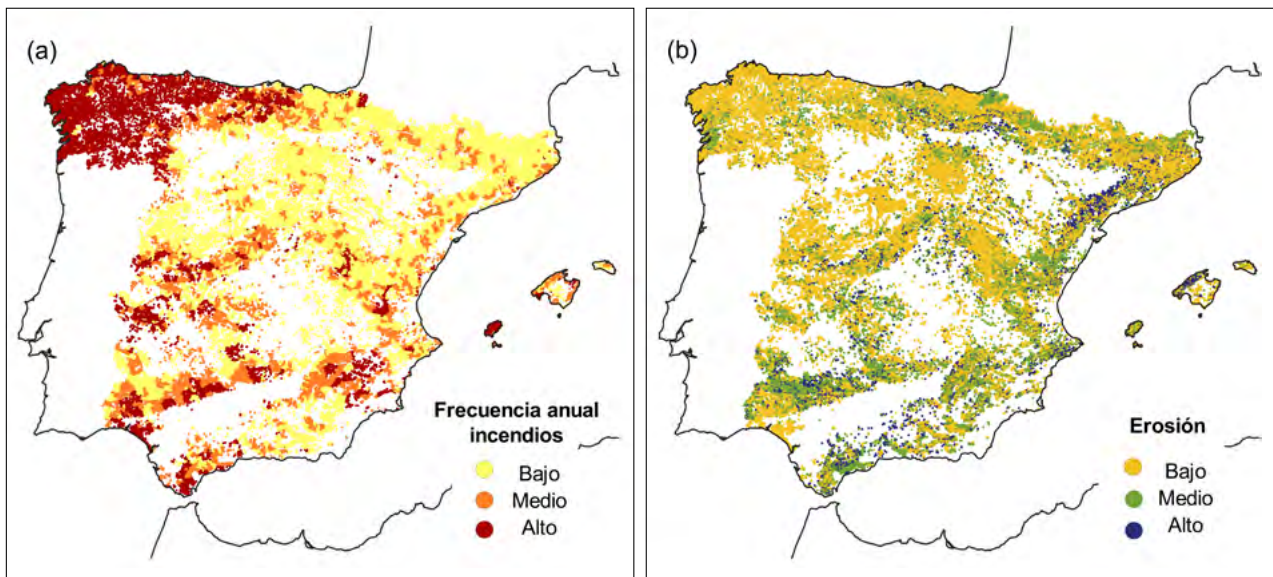 (a)
Frecuencia anual
incendios
Bajo
Medio
Alto
(b)
Erosión
Bajo
Medio
Alto